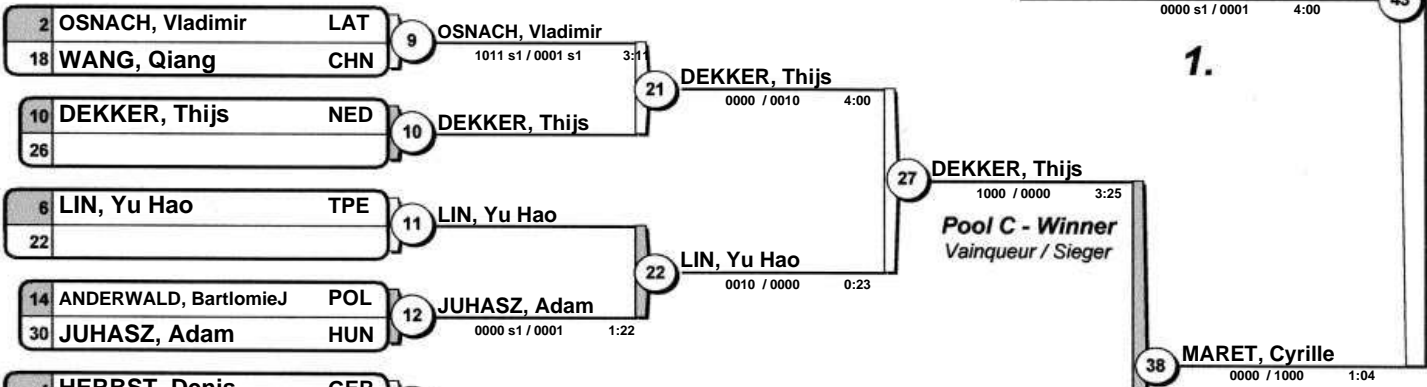 0000 s1 / 0001 4:00
43
1.
2 OSNACH, Vladimir LAT
18 WANG, Qiang CHN
9
OSNACH, Vladimir
1011 s1 / 0001 s1 3:11
10 DEKKER, Thijs NED
26
10
DEKKER, Thijs
21
DEKKER, Thijs
0000 / 0010 4:00
6 LIN, Yu Hao TPE
22
11
LIN, Yu Hao
14 ANDERWALD, BartlomieJ POL
30 JUHASZ, Adam HUN
12
JUHASZ, Adam
0000 s1 / 0001 1:22
22
LIN, Yu Hao
0010 / 0000 0:23
27
DEKKER, Thijs
1000 / 0000 3:25
Pool C - Winner
Vainqueur / Sieger
38
MARET, Cyrille
0000 / 1000 1:04
HERBST, Denis GER